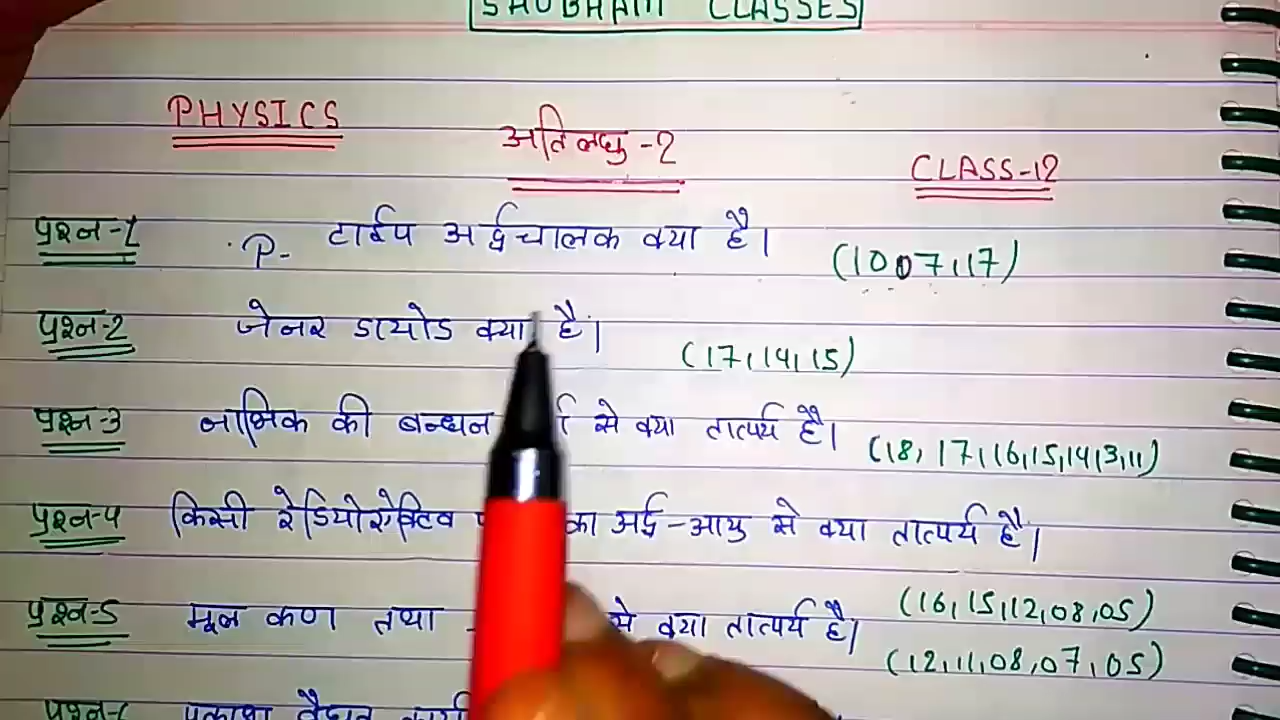 SHUBHAM CLASSES
PHYSICS
अतिलघु-2
CLASS-12
प्रश्न-1 P- टाईप अर्द्धचालक क्या है। (10 07,17)
प्रश्न-2 जेनर डायोड क्या है। (17,14,15)
प्रश्न-3 नाभिक की बन्धन से क्या तात्पर्य है। (18,17,16,15,14,13,11)
प्रश्न-4 किसी रेडियोऐक्टिव का अर्द्ध-आयु से क्या तात्पर्य है।
(16,15,12,08,05)
प्रश्न-5 मूल कण तथा से क्या तात्पर्य है।
(12,11,08,07,05)